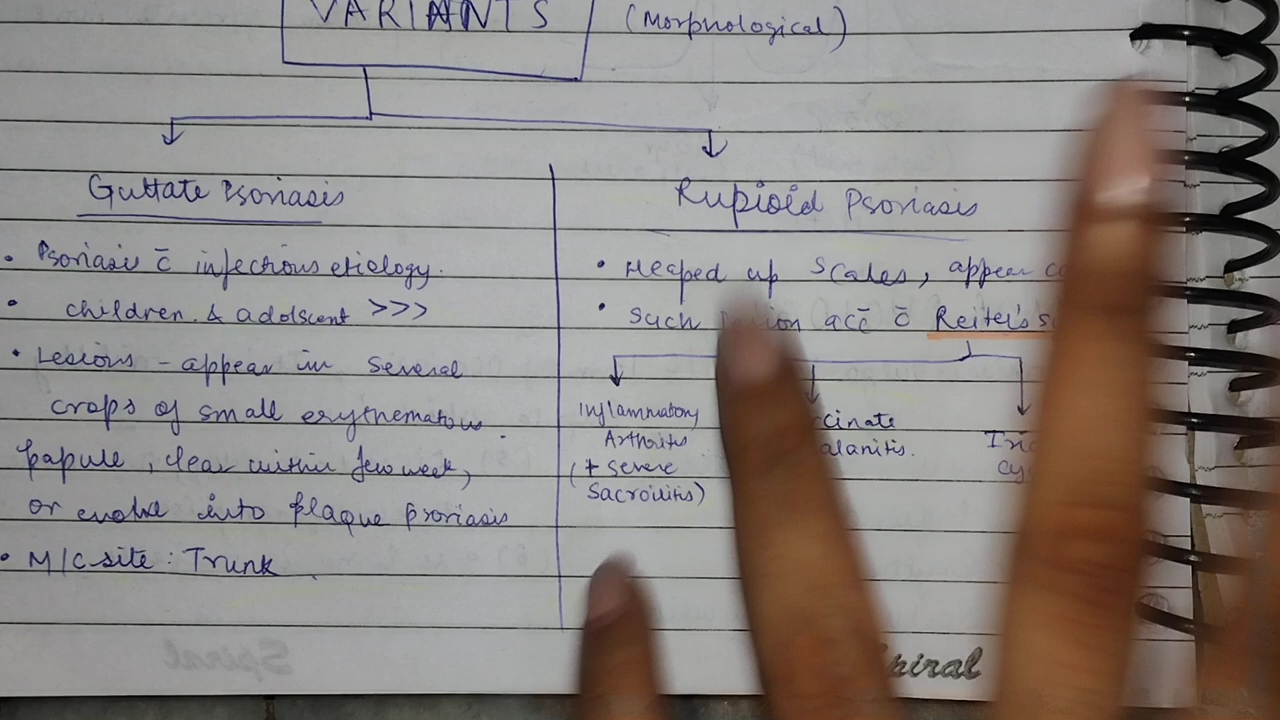 VARIANTS (Morphological)
Guttate Psoriasis
• Psoriasis c̄ infectious etiology.
• children & adolscent >>>
• Lesions - appear in several
crops of small erythematous
papule, clear within few week,
or evolve into plaque psoriasis
• M/C site: Trunk
Rupioid Psoriasis
• Heaped up scales, appear
• Such acc̄ c̄ Reiter's
Inflammatory
Arthritis
(+ severe
Sacroilitis)
Spiral